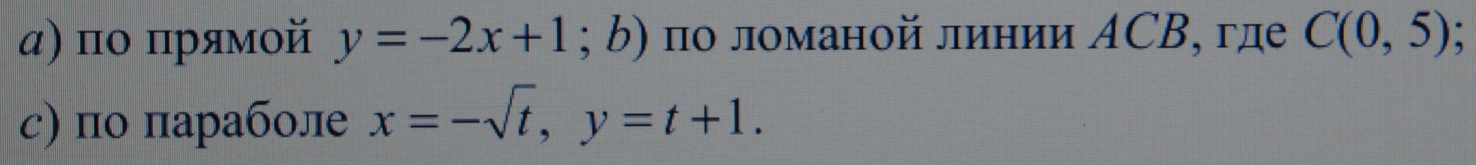 a) по прямой y = −2x+1; b) по ломаной линии ACB, где C(0, 5);
c) по параболе x = −√t, y = t+1.